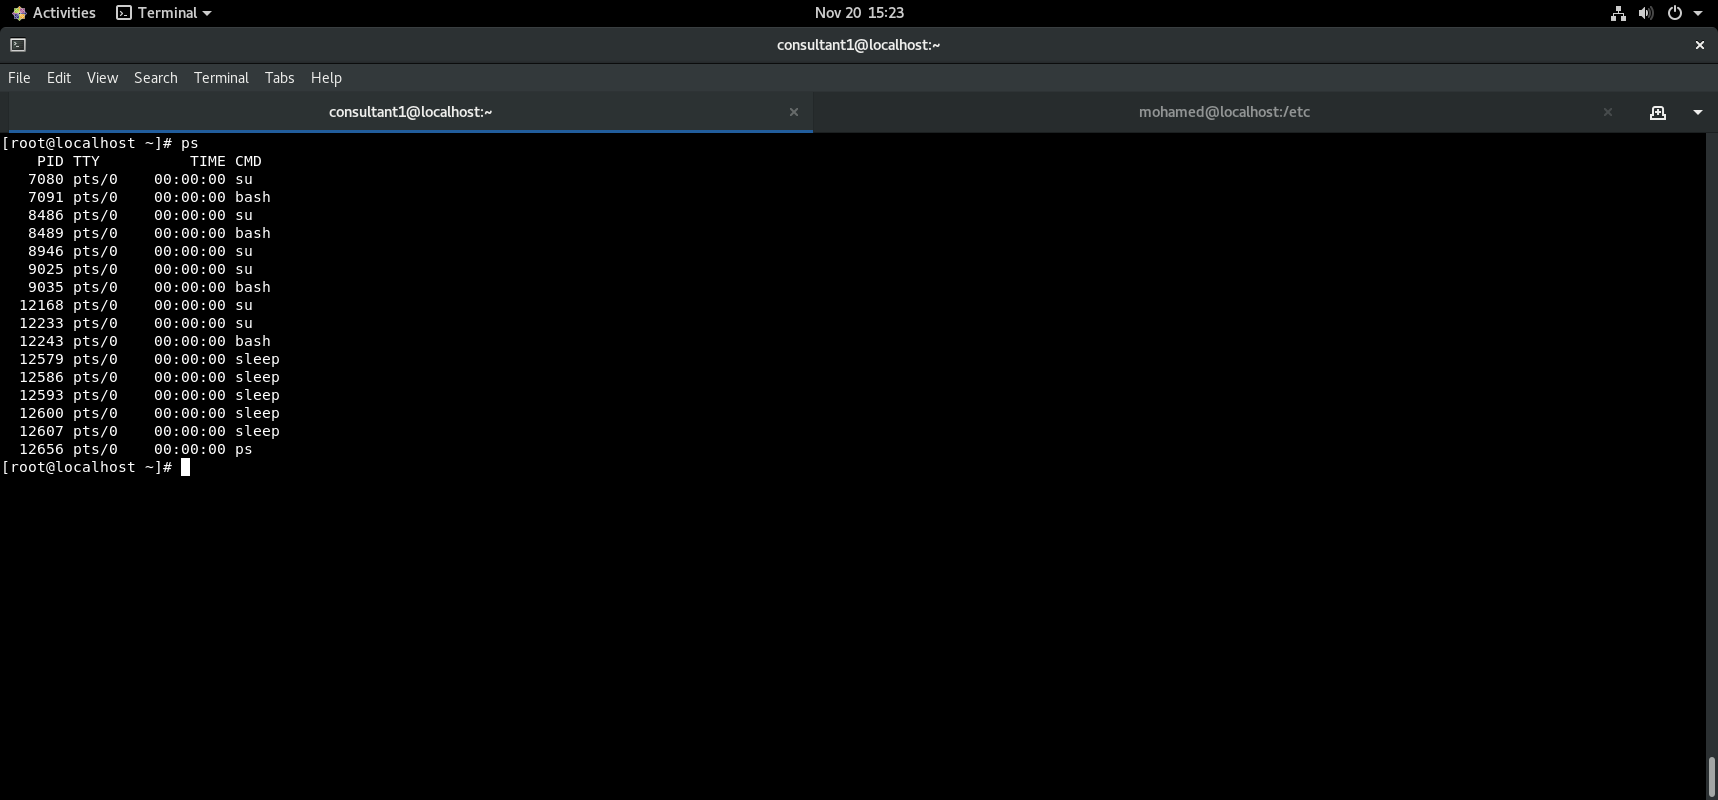 Activities Terminal Nov 20 15:23
consultant1@localhost:~
File Edit View Search Terminal Tabs Help
consultant1@localhost:~ mohamed@localhost:/etc
[root@localhost ~]# ps
    PID TTY          TIME CMD
   7080 pts/0    00:00:00 su
   7091 pts/0    00:00:00 bash
   8486 pts/0    00:00:00 su
   8489 pts/0    00:00:00 bash
   8946 pts/0    00:00:00 su
   9025 pts/0    00:00:00 su
   9035 pts/0    00:00:00 bash
  12168 pts/0    00:00:00 su
  12233 pts/0    00:00:00 su
  12243 pts/0    00:00:00 bash
  12579 pts/0    00:00:00 sleep
  12586 pts/0    00:00:00 sleep
  12593 pts/0    00:00:00 sleep
  12600 pts/0    00:00:00 sleep
  12607 pts/0    00:00:00 sleep
  12656 pts/0    00:00:00 ps
[root@localhost ~]#